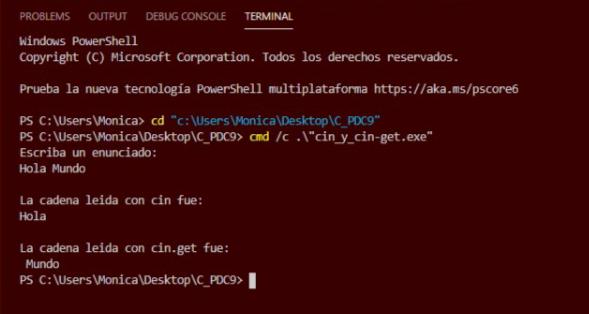 PROBLEMS OUTPUT DEBUG CONSOLE TERMINAL
Windows PowerShell
Copyright (C) Microsoft Corporation. Todos los derechos reservados.
Prueba la nueva tecnología PowerShell multiplataforma https://aka.ms/pscore6
PS C:\Users\Monica> cd "c:\Users\Monica\Desktop\C_PDC9"
PS C:\Users\Monica\Desktop\C_PDC9> cmd /c .\"cin_y_cin-get.exe"
Escriba un enunciado:
Hola Mundo
La cadena leida con cin fue:
Hola
La cadena leida con cin.get fue:
 Mundo
PS C:\Users\Monica\Desktop\C_PDC9>